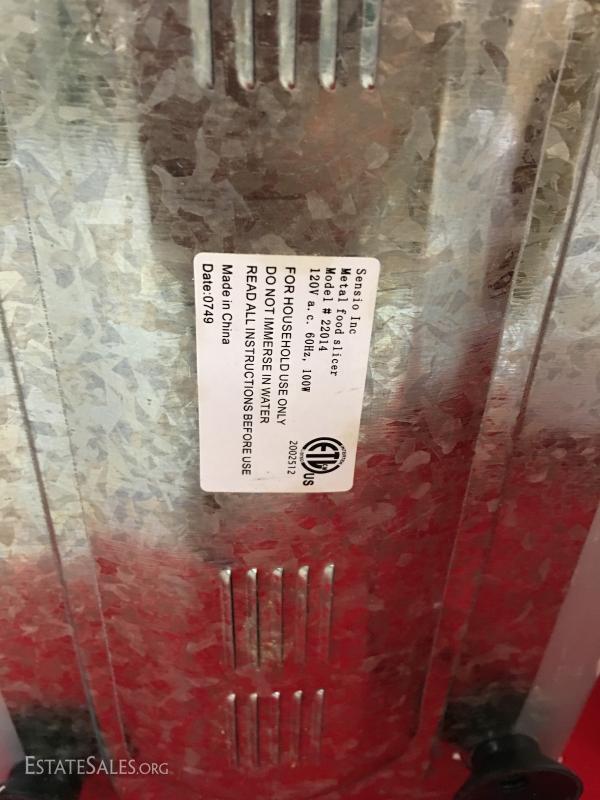 Sensio Inc
Metal food slicer
Model # 22014
120V a.c. 60Hz, 100W
FOR HOUSEHOLD USE ONLY
DO NOT IMMERSE IN WATER
READ ALL INSTRUCTIONS BEFORE USE
Made in China
Date:0749
ETL
US
2002512
ESTATESALES.ORG